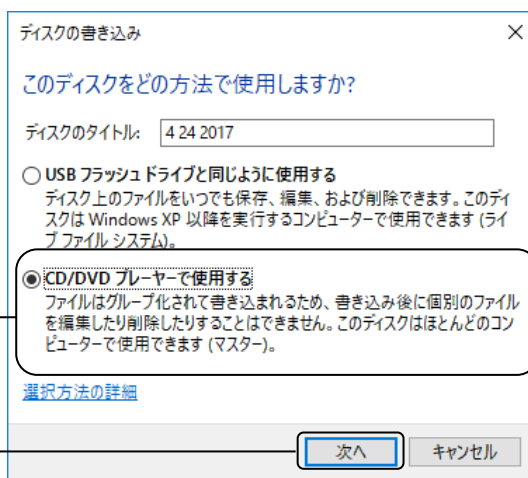 ディスクの書き込み
このディスクをどの方法で使用しますか?
ディスクのタイトル: 4 24 2017
USB フラッシュ ドライブと同じように使用する
ディスク上のファイルをいつでも保存、編集、および削除できます。このディ
スクは Windows XP 以降を実行するコンピューターで使用できます (ライ
ブ ファイル システム)。
CD/DVD プレーヤーで使用する
ファイルはグループ化されて書き込まれるため、書き込み後に個別のファイル
を編集したり削除したりすることはできません。このディスクはほとんどのコン
ピューターで使用できます (マスター)。
選択方法の詳細
次へ キャンセル